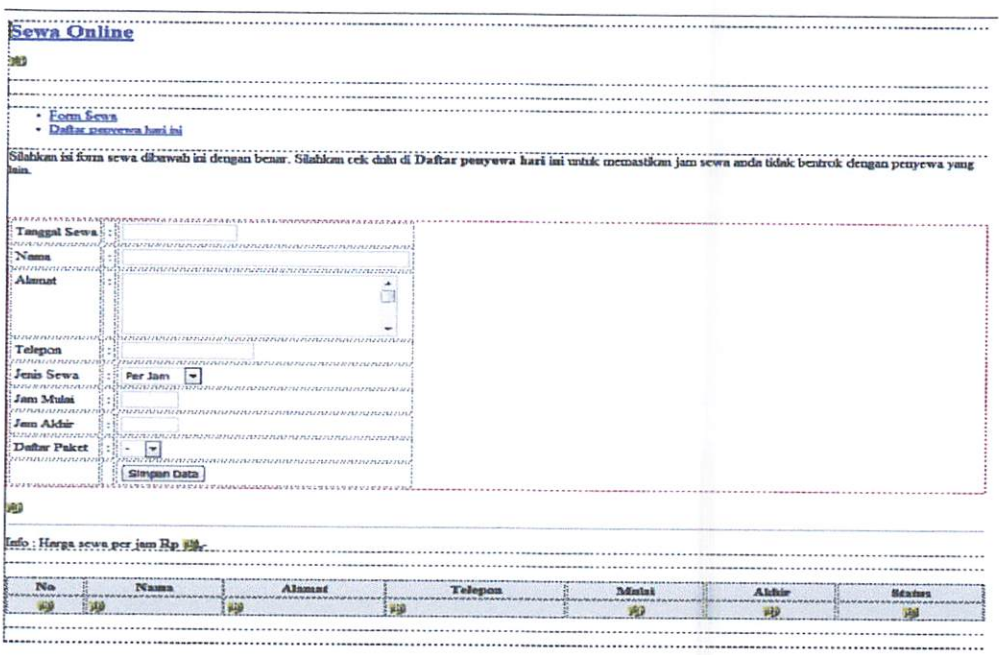 Sewa Online
• Form Sewa
• Daftar penyewa hari ini
Silahkan isi form sewa dibawah ini dengan benar. Silahkan cek dulu di Daftar penyewa hari ini untuk memastikan jam sewa anda tidak bentrok dengan penyewa yang
lain.
Tanggal Sewa :
Nama :
Alamat :
Telepon :
Jenis Sewa : Per Jam
Jam Mulai :
Jam Akhir :
Daftar Paket : -
Simpan Data
Info : Harga sewa per jam Rp ,-
No Nama Alamat Telepon Mulai Akhir Status